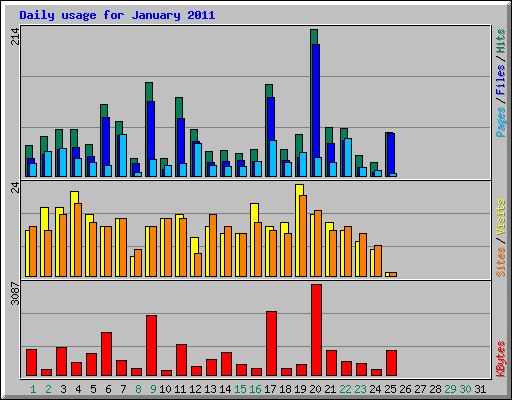 Daily usage for January 2011
214
Pages / Files / Hits
24
Sites / Visits
3087
KBytes
1 2 3 4 5 6 7 8 9 10 11 12 13 14 15 16 17 18 19 20 21 22 23 24 25 26 27 28 29 30 31